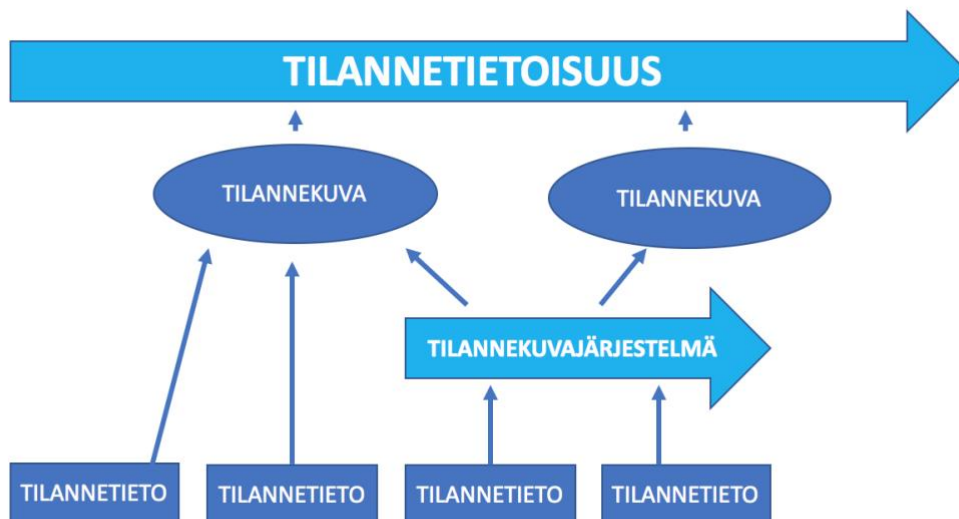 TILANNETIETOISUUS
TILANNEKUVA
TILANNEKUVA
TILANNEKUVAJÄRJESTELMÄ
TILANNETIETO
TILANNETIETO
TILANNETIETO
TILANNETIETO